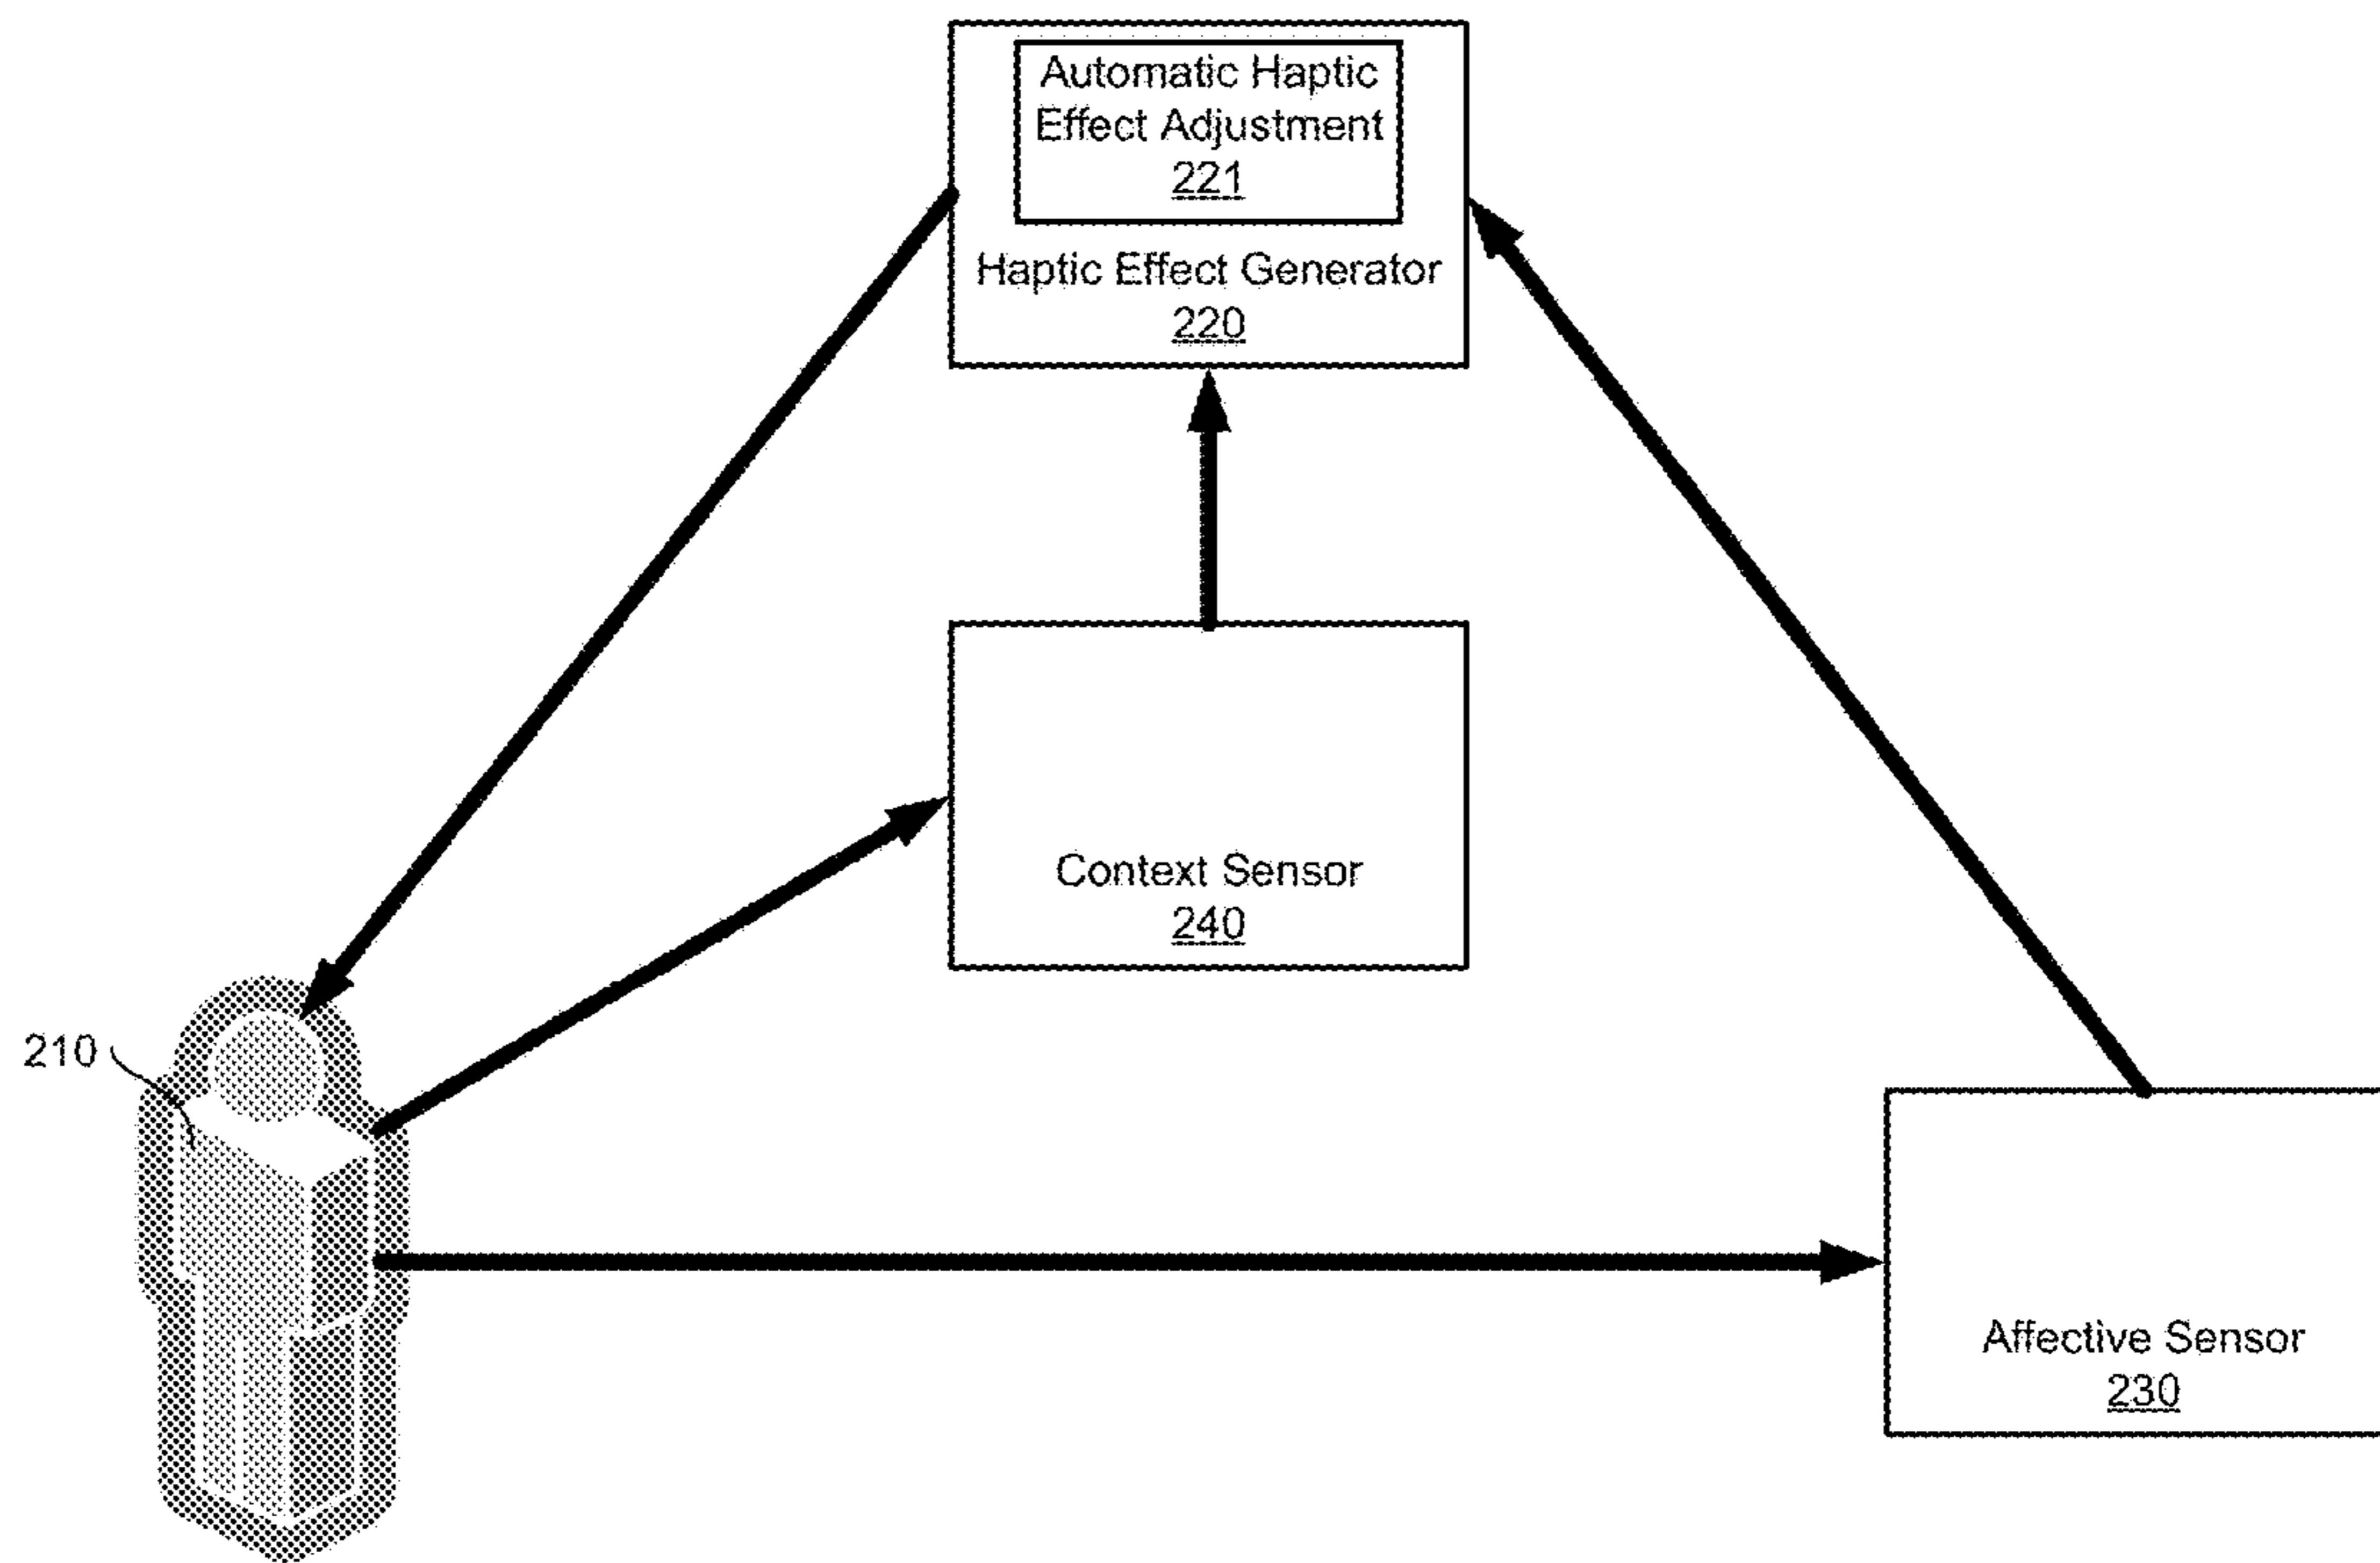 Automatic Haptic
Effect Adjustment
221
Haptic Effect Generator
220
Context Sensor
240
210
Affective Sensor
230